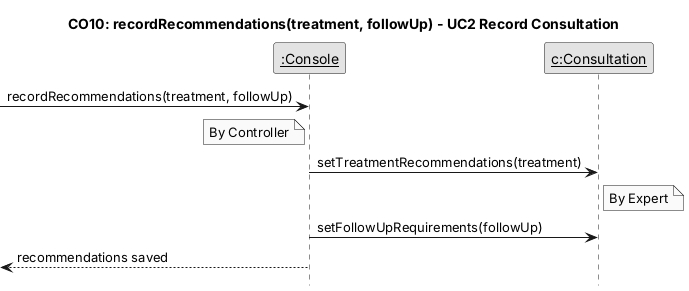 CO10: recordRecommendations(treatment, followUp) - UC2 Record Consultation
:Console
c:Consultation
recordRecommendations(treatment, followUp)
By Controller
setTreatmentRecommendations(treatment)
By Expert
setFollowUpRequirements(followUp)
recommendations saved